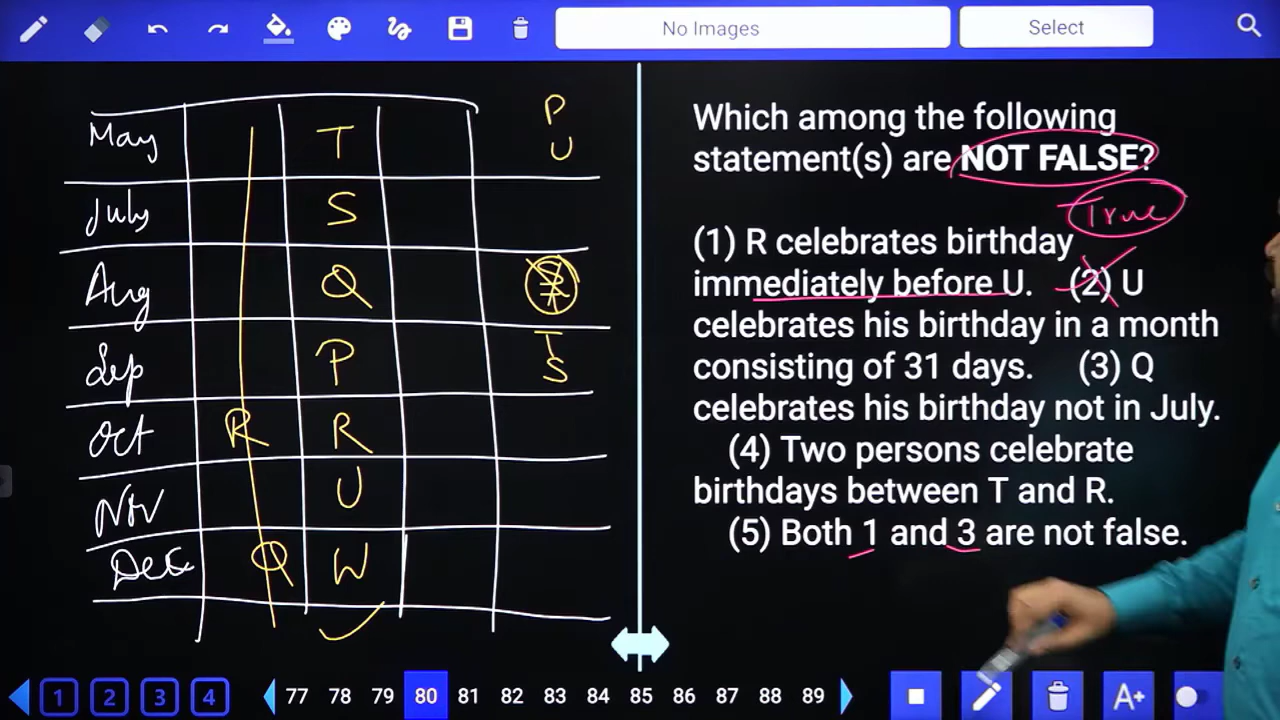 No Images
Select
May T P
U
July S
Aug Q
Sep P T
S
Oct R R
Nov U
Dec Q W
Which among the following
statement(s) are NOT FALSE?
True
(1) R celebrates birthday
immediately before U. (2) U
celebrates his birthday in a month
consisting of 31 days. (3) Q
celebrates his birthday not in July.
(4) Two persons celebrate
birthdays between T and R.
(5) Both 1 and 3 are not false.
1 2 3 4 77 78 79 80 81 82 83 84 85 86 87 88 89 A+